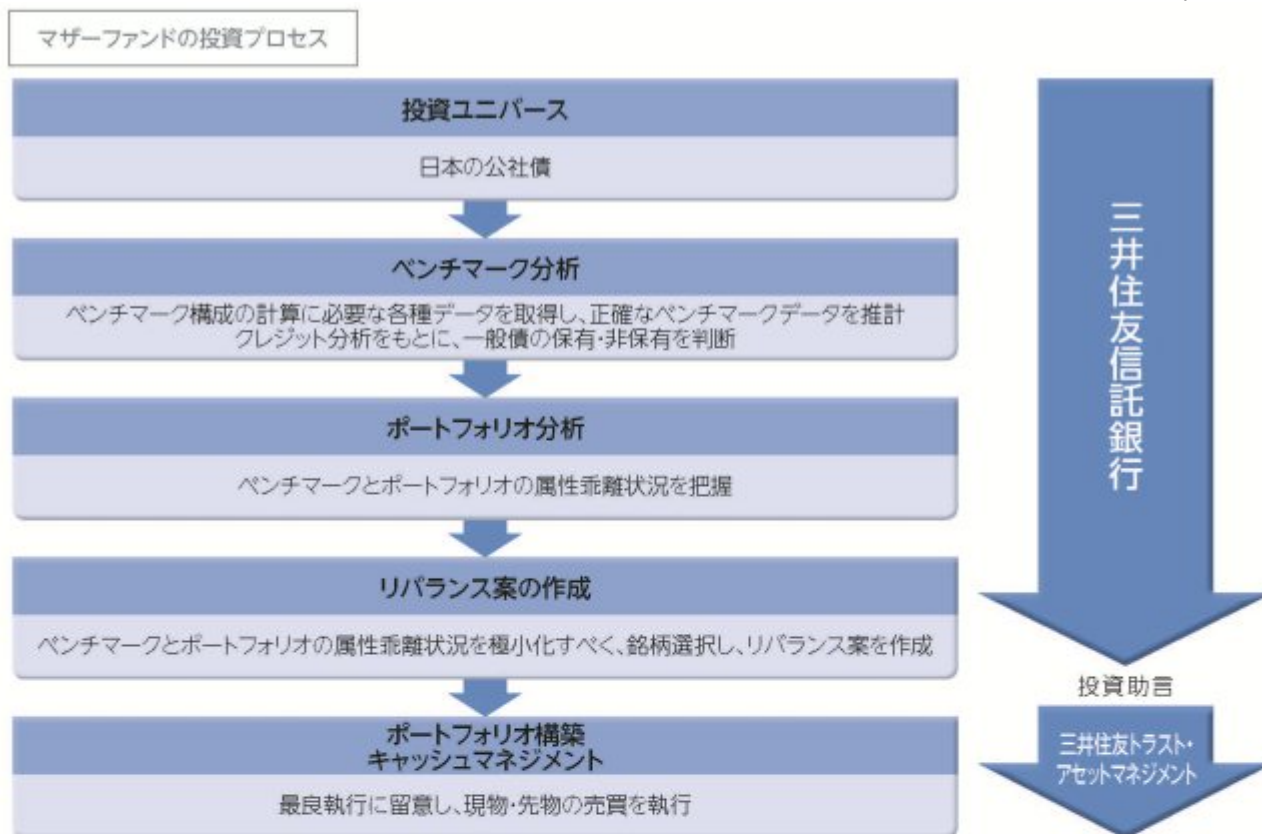 マザーファンドの投資プロセス
投資ユニバース
日本の公社債
ベンチマーク分析
ベンチマーク構成の計算に必要な各種データを取得し、正確なベンチマークデータを推計
クレジット分析をもとに、一般債の保有・非保有を判断
ポートフォリオ分析
ベンチマークとポートフォリオの属性乖離状況を把握
リバランス案の作成
ベンチマークとポートフォリオの属性乖離状況を極小化すべく、銘柄選択し、リバランス案を作成
ポートフォリオ構築
キャッシュマネジメント
最良執行に留意し、現物・先物の売買を執行
三井住友信託銀行
投資助言
三井住友トラスト・
アセットマネジメント